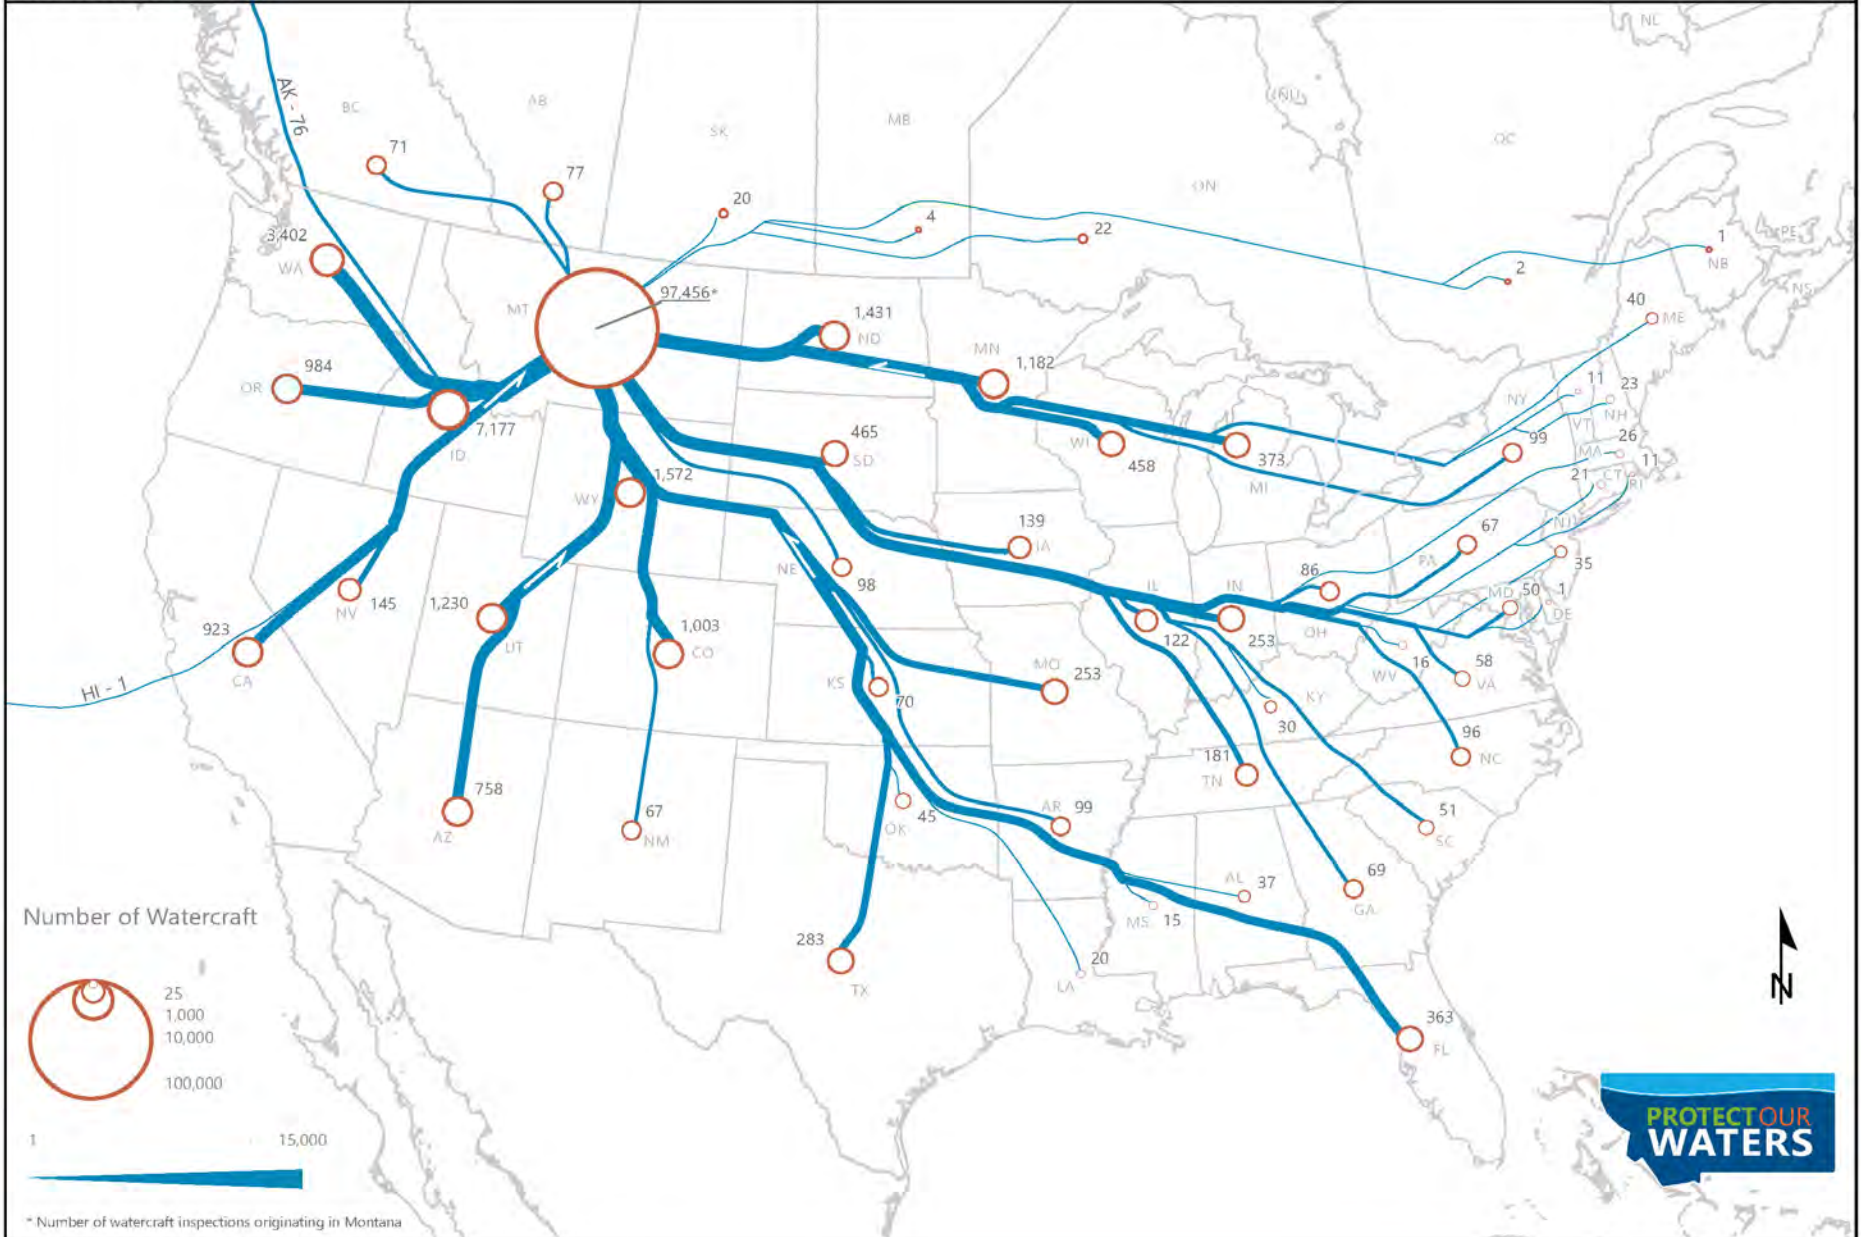 NL
AK - 76
BC
AB
SK
MB
NU
QC
ON
71
77
20
4
22
1
PE
NB
NS
2
3,402
WA
MT
97,456*
1,431
ND
MN
1,182
40
ME
984
OR
7,177
ID
465
SD
WI
458
373
MI
NY
11
23
NH
VT
99
MA
26
11
21
CT
RI
WY
1,572
139
IA
67
NJ
PA
35
NE
98
86
IL
IN
MD
50
1
DE
NV
145
1,230
UT
1,003
CO
122
253
OH
16
WV
58
VA
923
CA
HI - 1
KS
70
MO
253
KY
30
96
NC
181
TN
758
AZ
67
NM
OK
45
AR
99
51
SC
AL
37
69
GA
MS
15
283
TX
20
LA
363
FL
Number of Watercraft
25
1,000
10,000
100,000
1
15,000
* Number of watercraft inspections originating in Montana
N
PROTECT OUR
WATERS